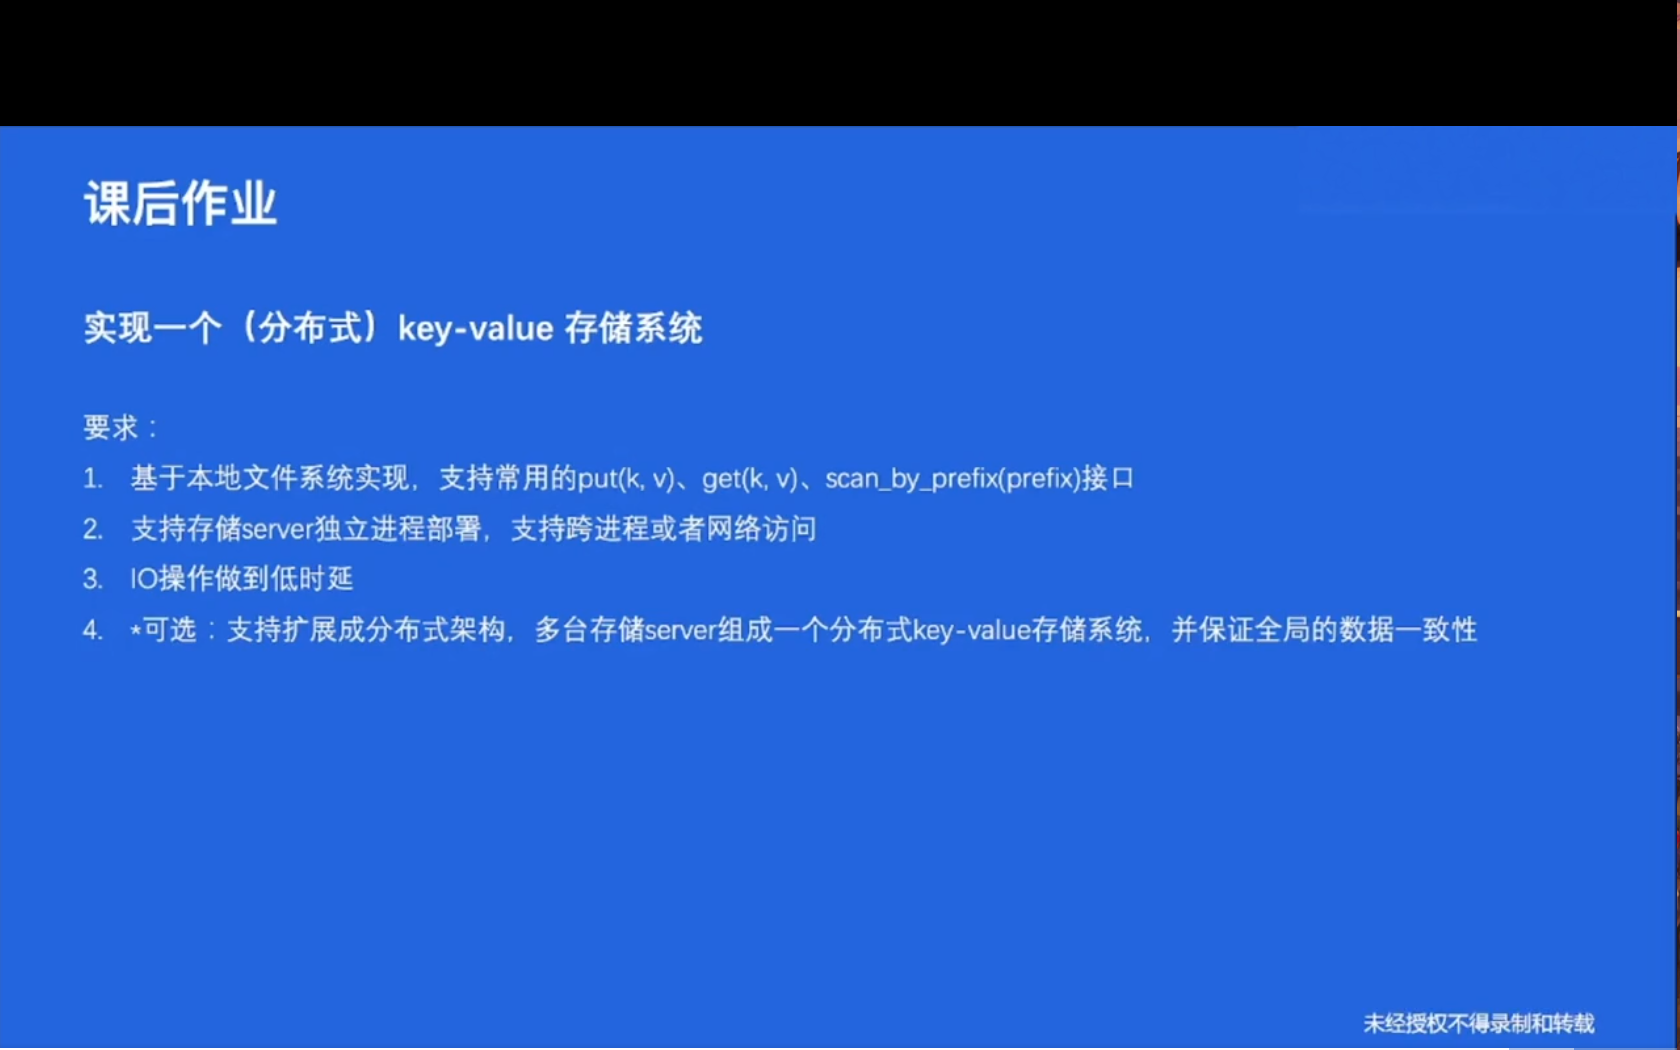 课后作业
实现一个（分布式）key-value 存储系统
要求：
1. 基于本地文件系统实现，支持常用的put(k, v)、get(k, v)、scan_by_prefix(prefix)接口
2. 支持存储server独立进程部署，支持跨进程或者网络访问
3. IO操作做到低时延
4. *可选：支持扩展成分布式架构，多台存储server组成一个分布式key-value存储系统，并保证全局的数据一致性
未经授权不得录制和转载